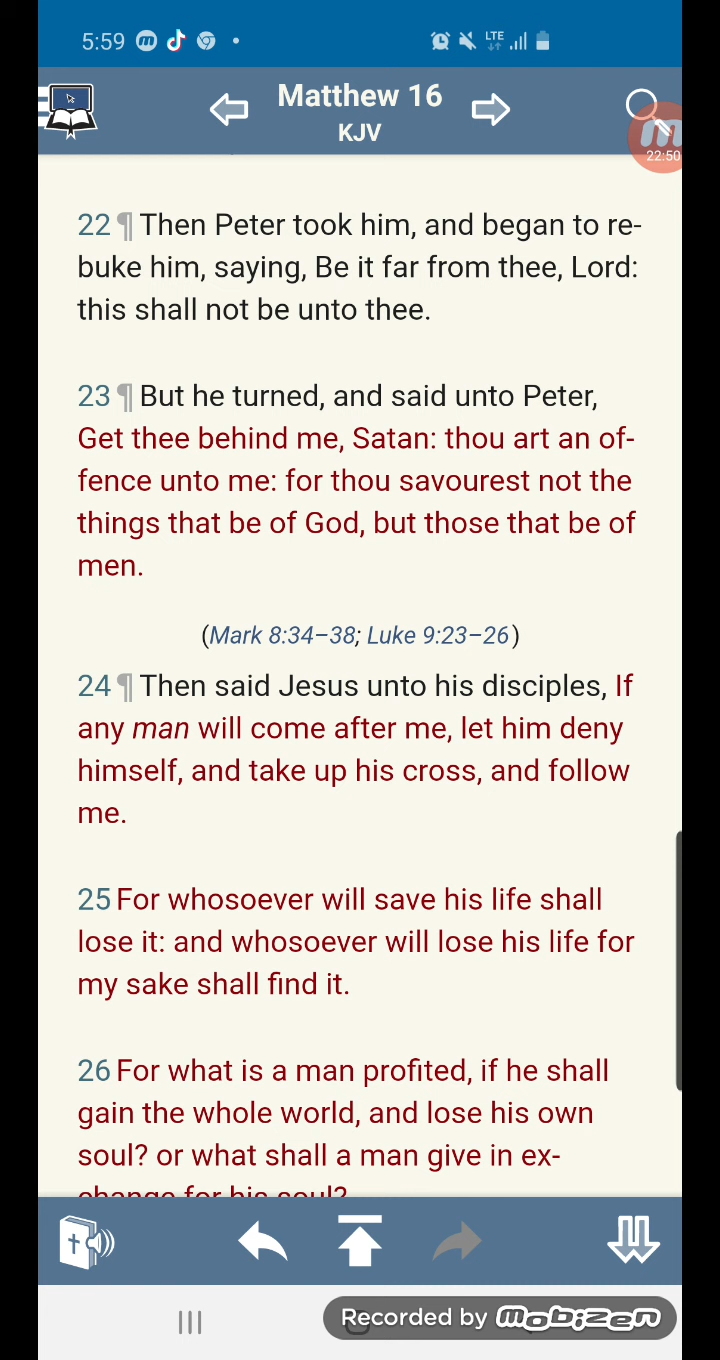 5:59 LTE
Matthew 16
KJV
22:50
22 ¶ Then Peter took him, and began to re-
buke him, saying, Be it far from thee, Lord:
this shall not be unto thee.
23 ¶ But he turned, and said unto Peter,
Get thee behind me, Satan: thou art an of-
fence unto me: for thou savourest not the
things that be of God, but those that be of
men.
(Mark 8:34–38; Luke 9:23–26)
24 ¶ Then said Jesus unto his disciples, If
any man will come after me, let him deny
himself, and take up his cross, and follow
me.
25 For whosoever will save his life shall
lose it: and whosoever will lose his life for
my sake shall find it.
26 For what is a man profited, if he shall
gain the whole world, and lose his own
soul? or what shall a man give in ex-
change for his soul?
Recorded by mobizen